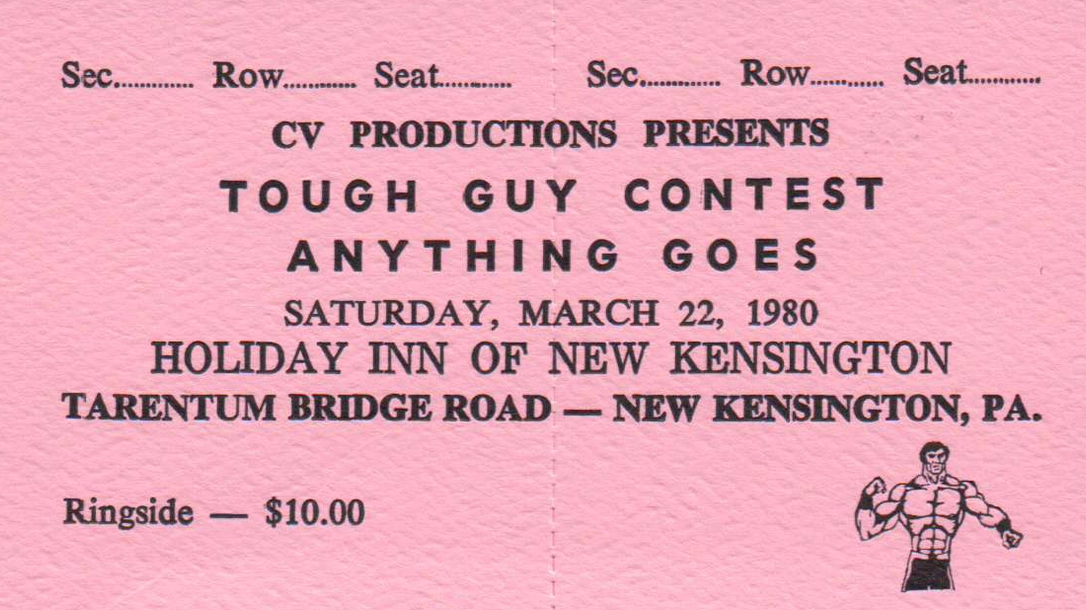 Sec............ Row............ Seat............ Sec............ Row............ Seat............
CV PRODUCTIONS PRESENTS
TOUGH GUY CONTEST
ANYTHING GOES
SATURDAY, MARCH 22, 1980
HOLIDAY INN OF NEW KENSINGTON
TARENTUM BRIDGE ROAD — NEW KENSINGTON, PA.
Ringside — $10.00